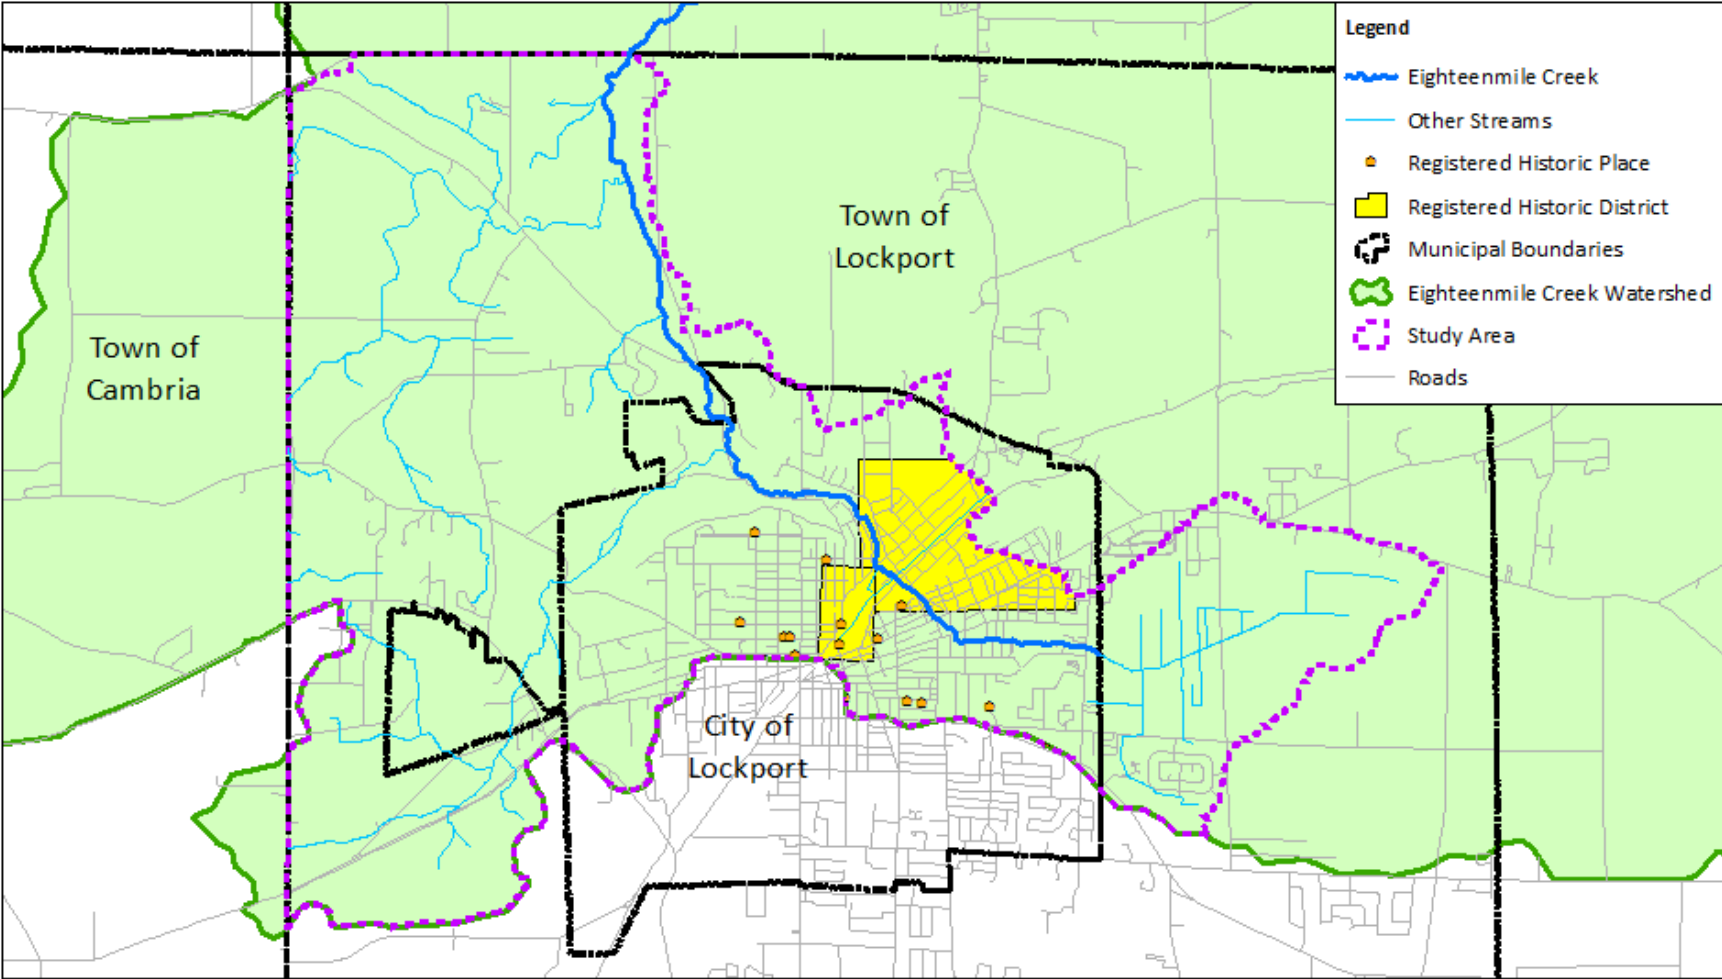 Legend
Eighteenmile Creek
Other Streams
Registered Historic Place
Registered Historic District
Municipal Boundaries
Eighteenmile Creek Watershed
Study Area
Roads
Town of
Lockport
Town of
Cambria
City of
Lockport